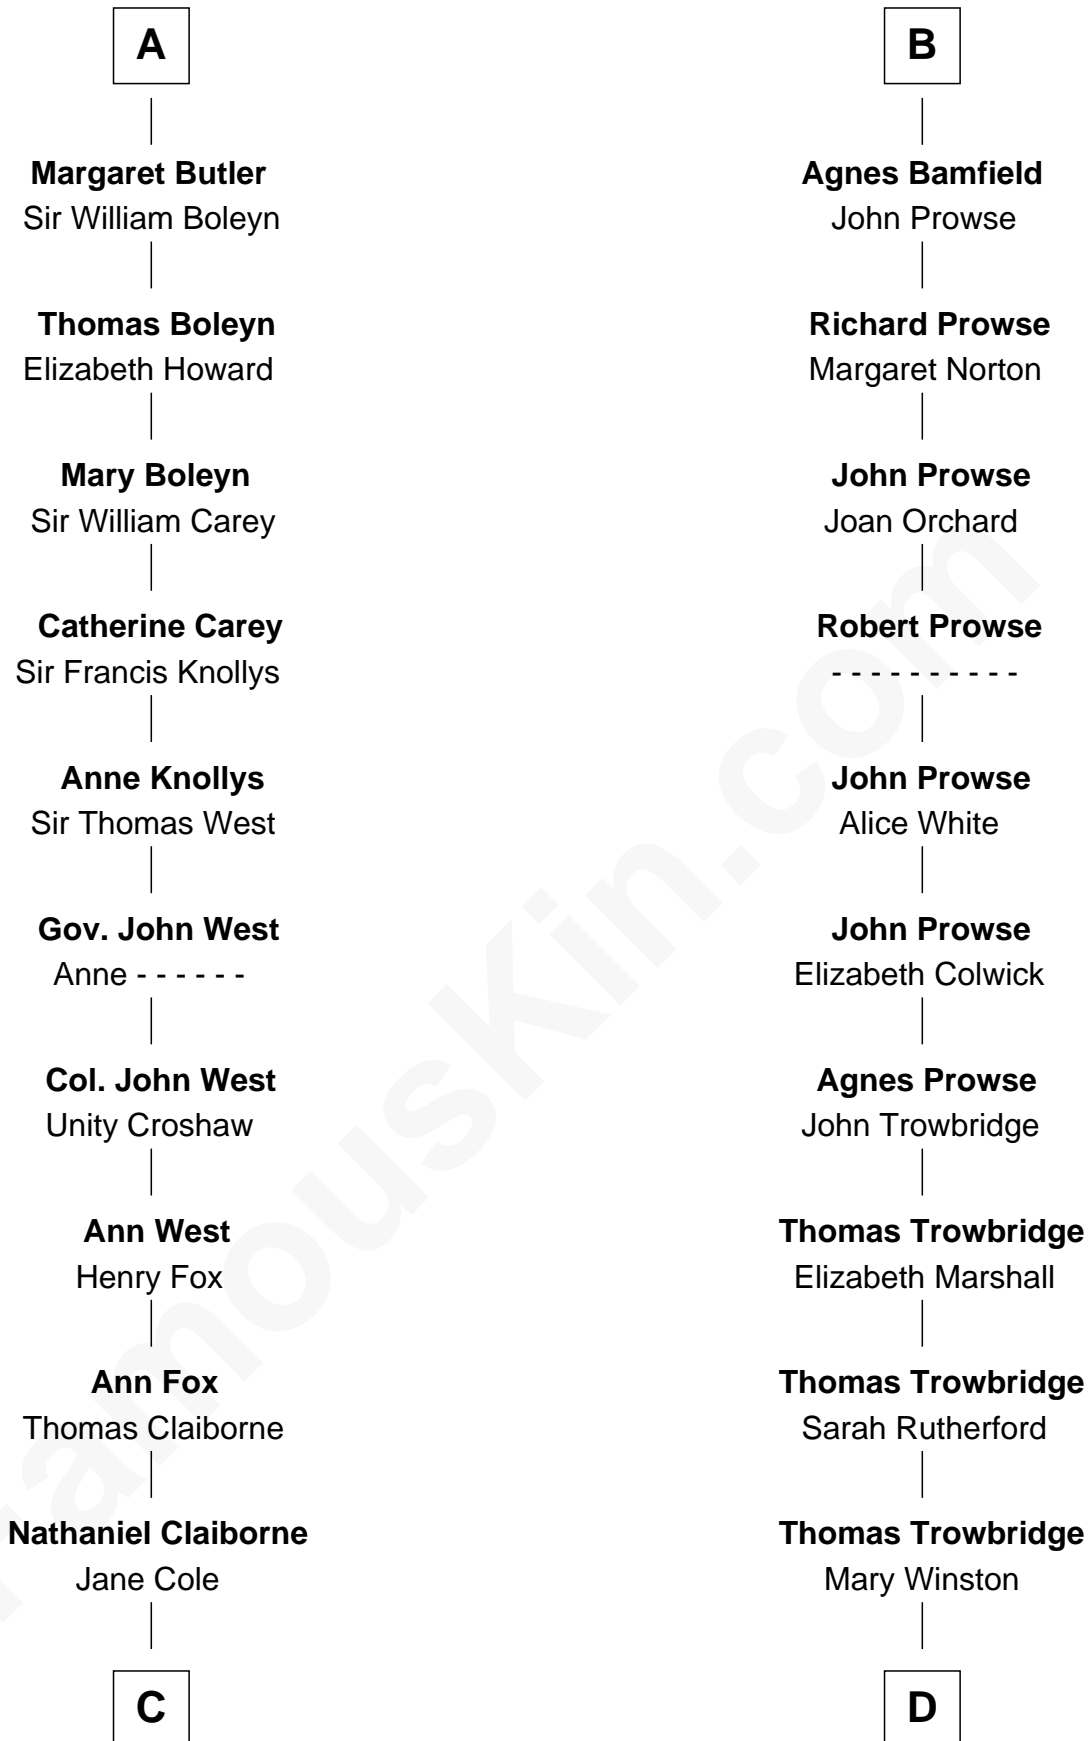 A
Margaret Butler
Sir William Boleyn
Thomas Boleyn
Elizabeth Howard
Mary Boleyn
Sir William Carey
Catherine Carey
Sir Francis Knollys
Anne Knollys
Sir Thomas West
Gov. John West
Anne - - - - - -
Col. John West
Unity Croshaw
Ann West
Henry Fox
Ann Fox
Thomas Claiborne
Nathaniel Claiborne
Jane Cole
C
B
Agnes Bamfield
John Prowse
Richard Prowse
Margaret Norton
John Prowse
Joan Orchard
Robert Prowse
- - - - - - - - - -
John Prowse
Alice White
John Prowse
Elizabeth Colwick
Agnes Prowse
John Trowbridge
Thomas Trowbridge
Elizabeth Marshall
Thomas Trowbridge
Sarah Rutherford
Thomas Trowbridge
Mary Winston
D
FamousKin.com